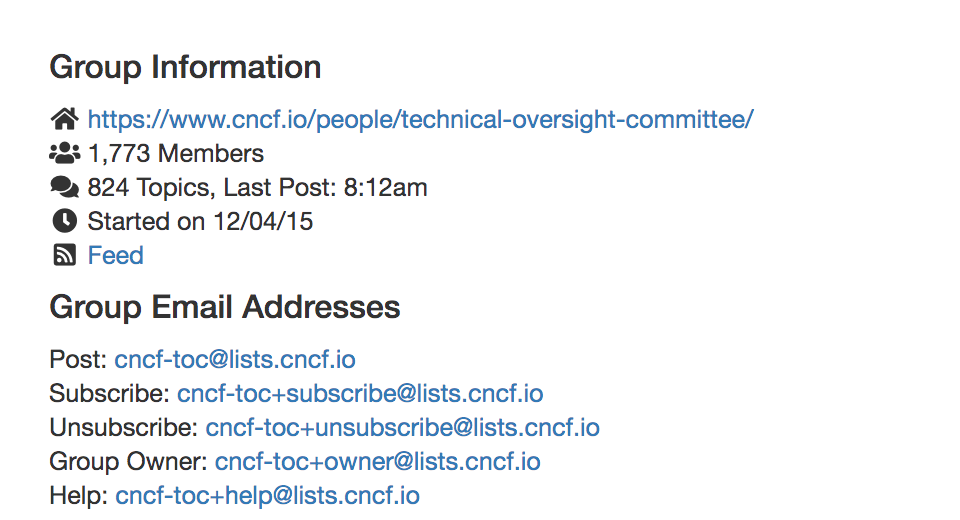 Group Information
https://www.cncf.io/people/technical-oversight-committee/
1,773 Members
824 Topics, Last Post: 8:12am
Started on 12/04/15
Feed
Group Email Addresses
Post: cncf-toc@lists.cncf.io
Subscribe: cncf-toc+subscribe@lists.cncf.io
Unsubscribe: cncf-toc+unsubscribe@lists.cncf.io
Group Owner: cncf-toc+owner@lists.cncf.io
Help: cncf-toc+help@lists.cncf.io